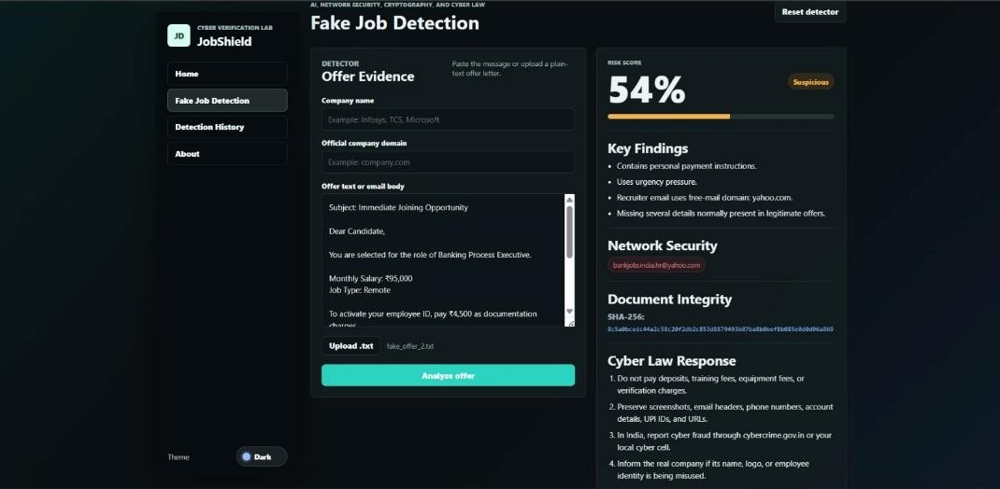 JD
CYBER VERIFICATION LAB
JobShield
Home
Fake Job Detection
Detection History
About
Theme
Dark
AI, NETWORK SECURITY, CRYPTOGRAPHY, AND CYBER LAW
Fake Job Detection
Reset detector
DETECTOR
Offer Evidence
Paste the message or upload a plain-
text offer letter.
Company name
Example: Infosys, TCS, Microsoft
Official company domain
Example: company.com
Offer text or email body
Subject: Immediate Joining Opportunity
Dear Candidate,
You are selected for the role of Banking Process Executive.
Monthly Salary: ₹95,000
Job Type: Remote
To activate your employee ID, pay ₹4,500 as documentation
charges
Upload .txt
fake_offer_2.txt
Analyze offer
RISK SCORE
54%
Suspicious
Key Findings
• Contains personal payment instructions.
• Uses urgency pressure.
• Recruiter email uses free-mail domain: yahoo.com.
• Missing several details normally present in legitimate offers.
Network Security
bankjobsindia.hr@yahoo.com
Document Integrity
SHA-256:
Cyber Law Response
1. Do not pay deposits, training fees, equipment fees, or
verification charges.
2. Preserve screenshots, email headers, phone numbers, account
details, UPI IDs, and URLs.
3. In India, report cyber fraud through cybercrime.gov.in or your
local cyber cell.
4. Inform the real company if its name, logo, or employee
identity is being misused.